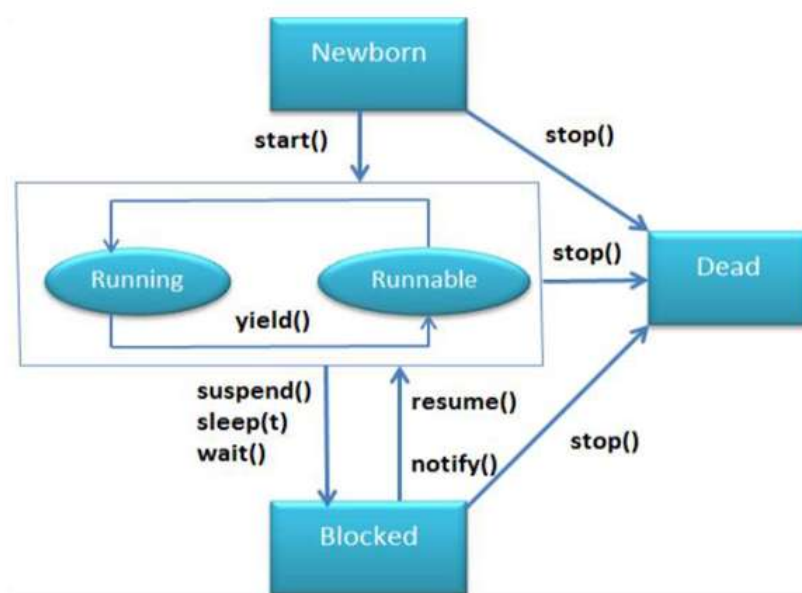 Newborn
start()
stop()
Running
Runnable
stop()
Dead
yield()
suspend()
sleep(t)
wait()
resume()
notify()
stop()
Blocked